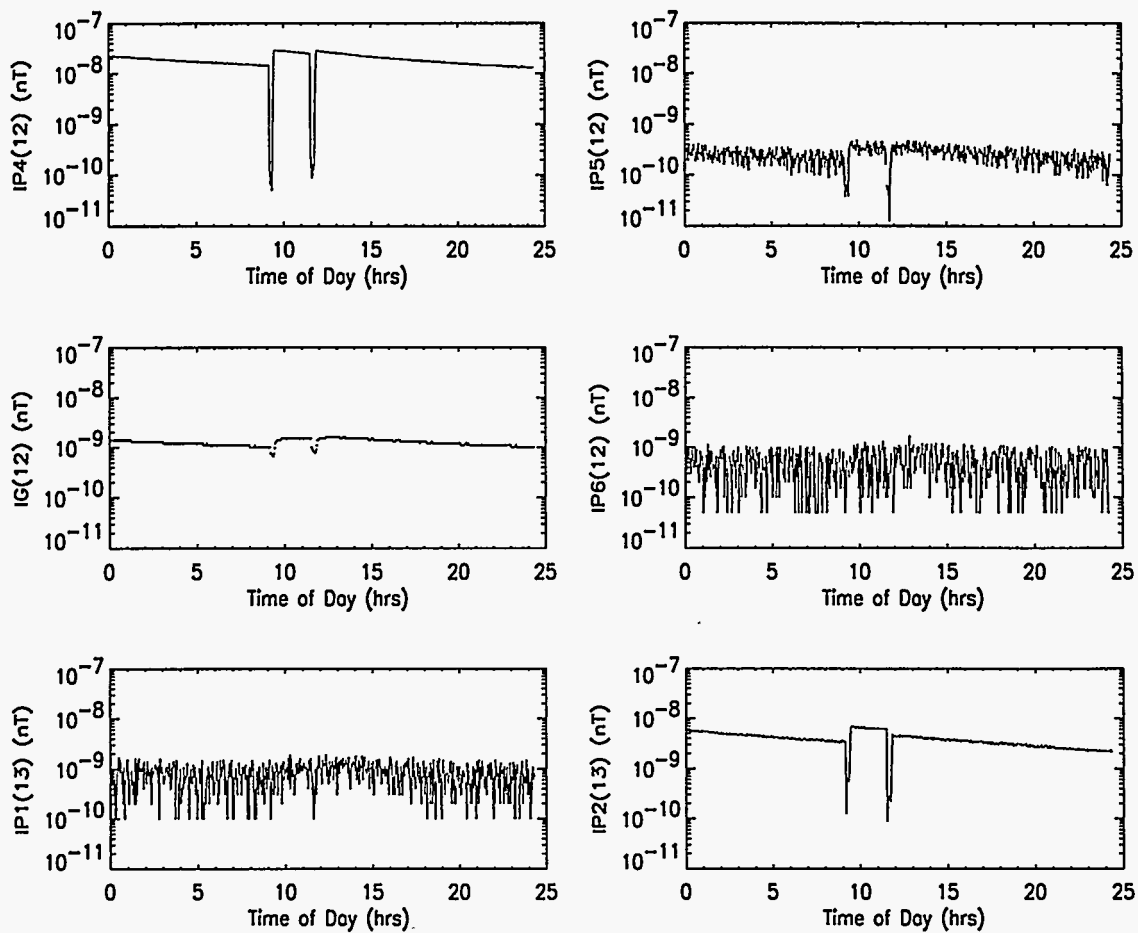 IP4(12) (nT)
10⁻⁷
10⁻⁸
10⁻⁹
10⁻¹⁰
10⁻¹¹
0 5 10 15 20 25
Time of Day (hrs)
IP5(12) (nT)
10⁻⁷
10⁻⁸
10⁻⁹
10⁻¹⁰
10⁻¹¹
0 5 10 15 20 25
Time of Day (hrs)
IG(12) (nT)
10⁻⁷
10⁻⁸
10⁻⁹
10⁻¹⁰
10⁻¹¹
0 5 10 15 20 25
Time of Day (hrs)
IP6(12) (nT)
10⁻⁷
10⁻⁸
10⁻⁹
10⁻¹⁰
10⁻¹¹
0 5 10 15 20 25
Time of Day (hrs)
IP1(13) (nT)
10⁻⁷
10⁻⁸
10⁻⁹
10⁻¹⁰
10⁻¹¹
0 5 10 15 20 25
Time of Day (hrs)
IP2(13) (nT)
10⁻⁷
10⁻⁸
10⁻⁹
10⁻¹⁰
10⁻¹¹
0 5 10 15 20 25
Time of Day (hrs)